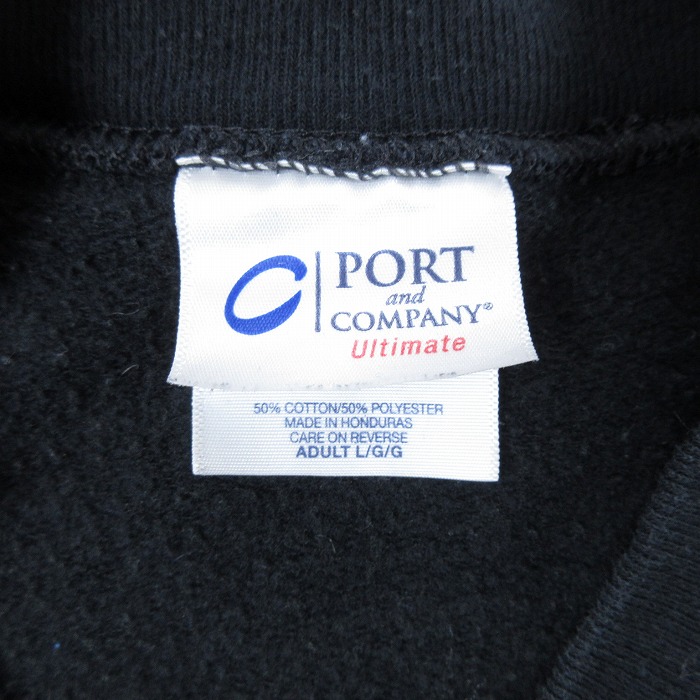 PORT
and
COMPANY®
Ultimate
50% COTTON/50% POLYESTER
MADE IN HONDURAS
CARE ON REVERSE
ADULT L/G/G